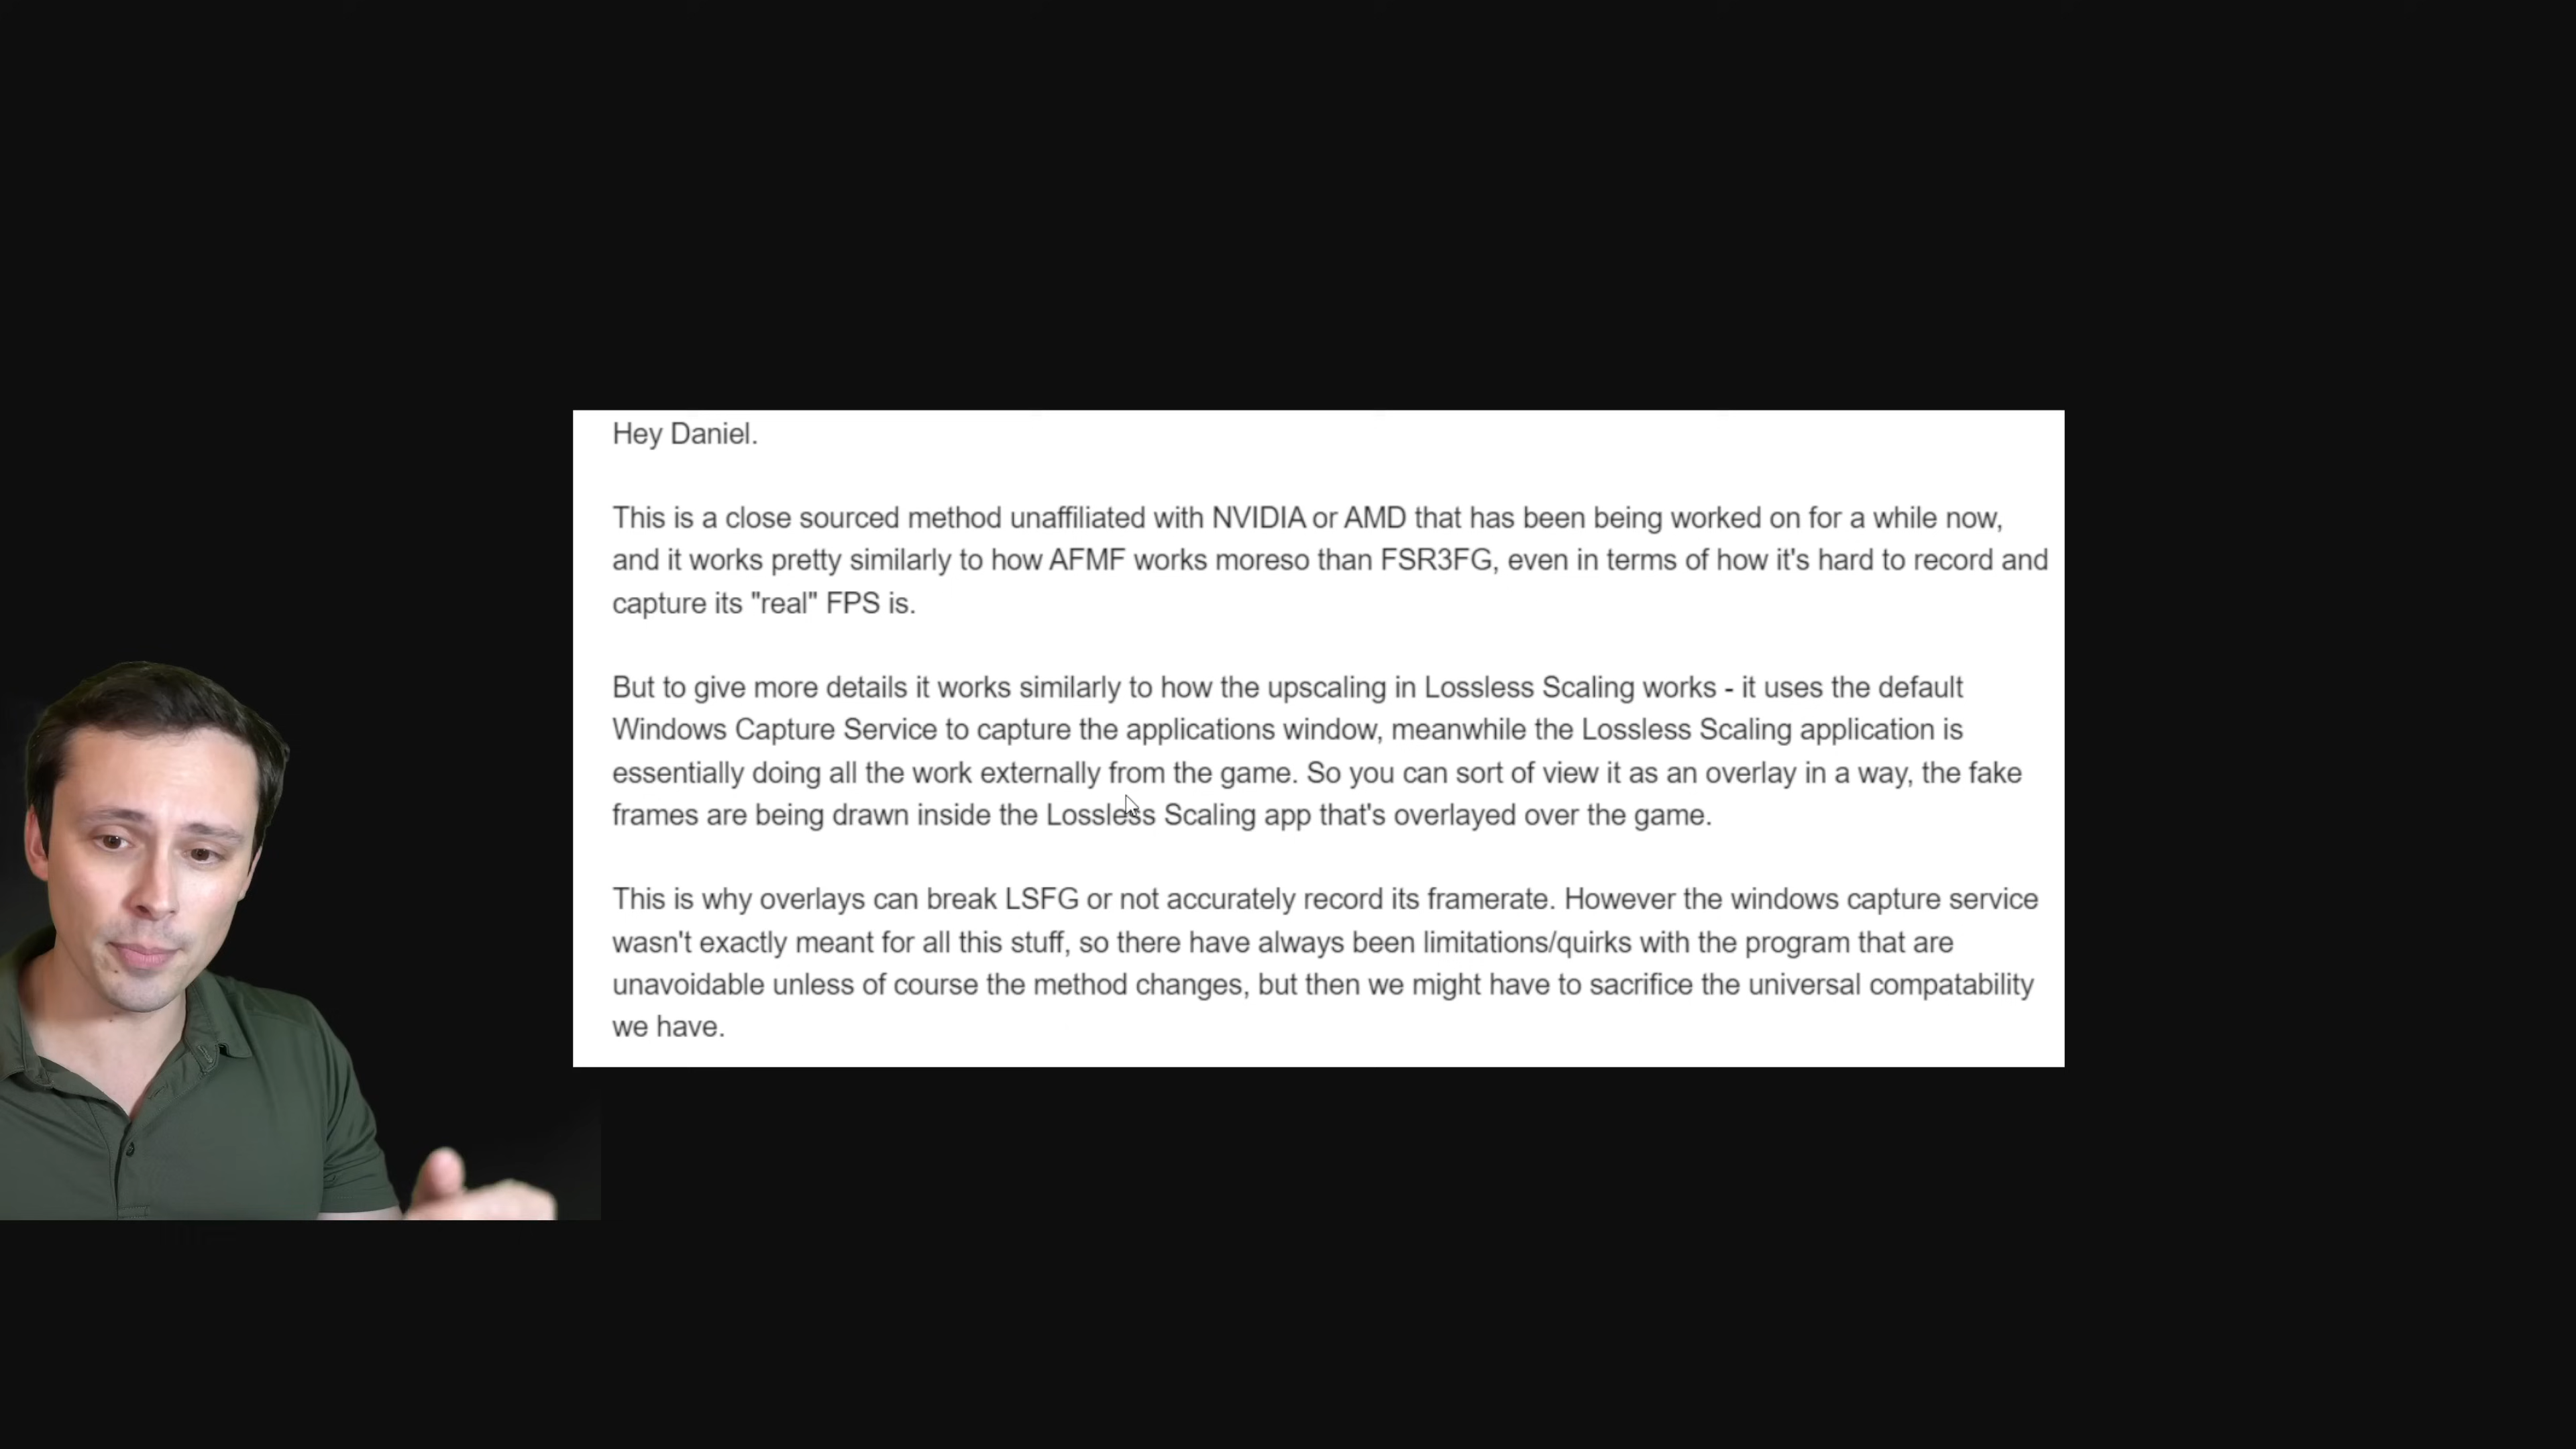 Hey Daniel.
This is a close sourced method unaffiliated with NVIDIA or AMD that has been being worked on for a while now,
and it works pretty similarly to how AFMF works moreso than FSR3FG, even in terms of how it's hard to record and
capture its "real" FPS is.
But to give more details it works similarly to how the upscaling in Lossless Scaling works - it uses the default
Windows Capture Service to capture the applications window, meanwhile the Lossless Scaling application is
essentially doing all the work externally from the game. So you can sort of view it as an overlay in a way, the fake
frames are being drawn inside the Lossless Scaling app that's overlayed over the game.
This is why overlays can break LSFG or not accurately record its framerate. However the windows capture service
wasn't exactly meant for all this stuff, so there have always been limitations/quirks with the program that are
unavoidable unless of course the method changes, but then we might have to sacrifice the universal compatability
we have.